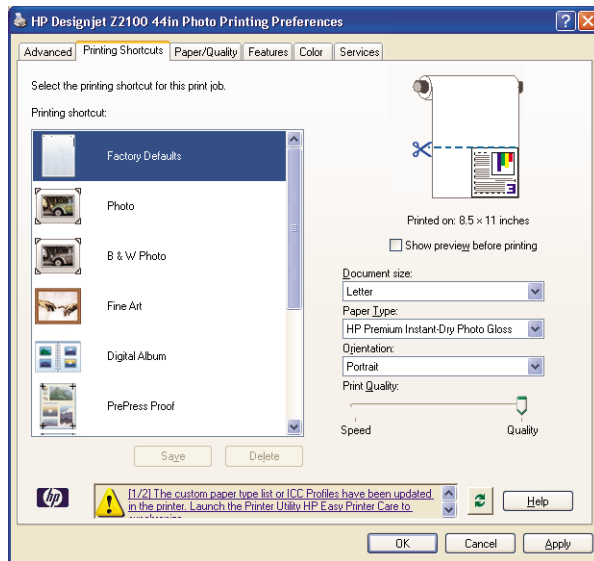 HP Designjet Z2100 44in Photo Printing Preferences
Advanced
Printing Shortcuts
Paper/Quality
Features
Color
Services
Select the printing shortcut for this print job.
Printing shortcut:
Factory Defaults
Photo
B & W Photo
Fine Art
Digital Album
PrePress Proof
Save
Delete
3
Printed on: 8.5 × 11 inches
Show preview before printing
Document size:
Letter
Paper Type:
HP Premium Instant-Dry Photo Gloss
Orientation:
Portrait
Print Quality:
Speed
Quality
hp
[1/2] The custom paper type list or ICC Profiles have been updated
in the printer. Launch the Printer Utility HP Easy Printer Care to
Help
OK
Cancel
Apply